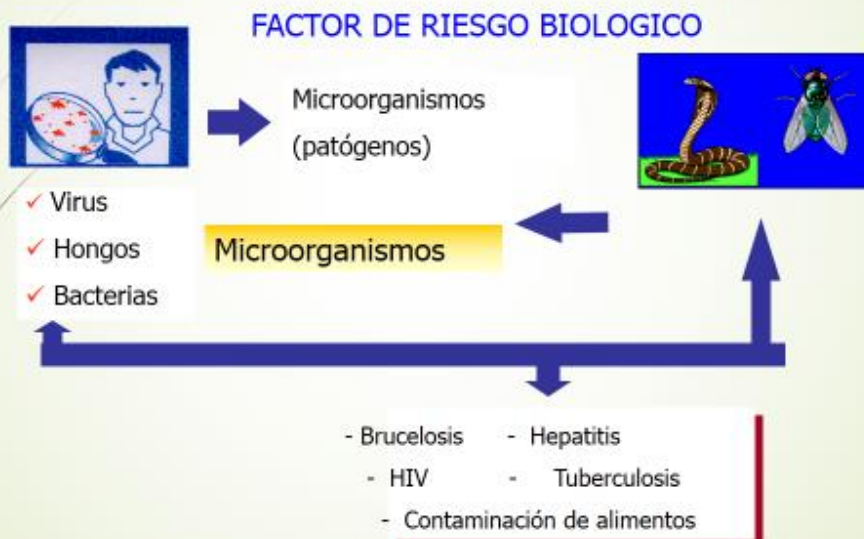 FACTOR DE RIESGO BIOLOGICO
Microorganismos
(patógenos)
✓ Virus
✓ Hongos
✓ Bacterias
Microorganismos
- Brucelosis - Hepatitis
- HIV - Tuberculosis
- Contaminación de alimentos